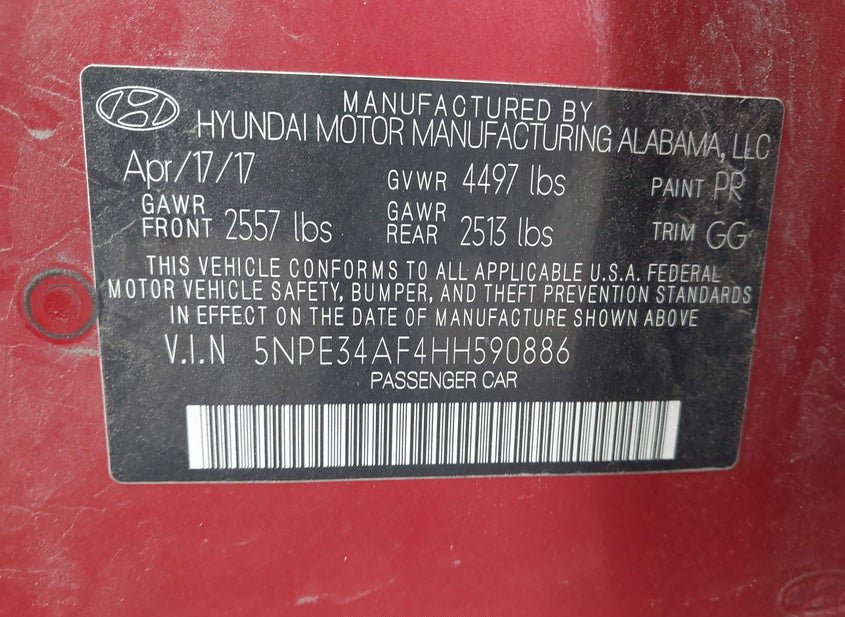 MANUFACTURED BY
HYUNDAI MOTOR MANUFACTURING ALABAMA, LLC
Apr/17/17 GVWR 4497 lbs PAINT PR
GAWR FRONT 2557 lbs GAWR REAR 2513 lbs TRIM GG
THIS VEHICLE CONFORMS TO ALL APPLICABLE U.S.A. FEDERAL
MOTOR VEHICLE SAFETY, BUMPER, AND THEFT PREVENTION STANDARDS
IN EFFECT ON THE DATE OF MANUFACTURE SHOWN ABOVE
V.I.N 5NPE34AF4HH590886
PASSENGER CAR